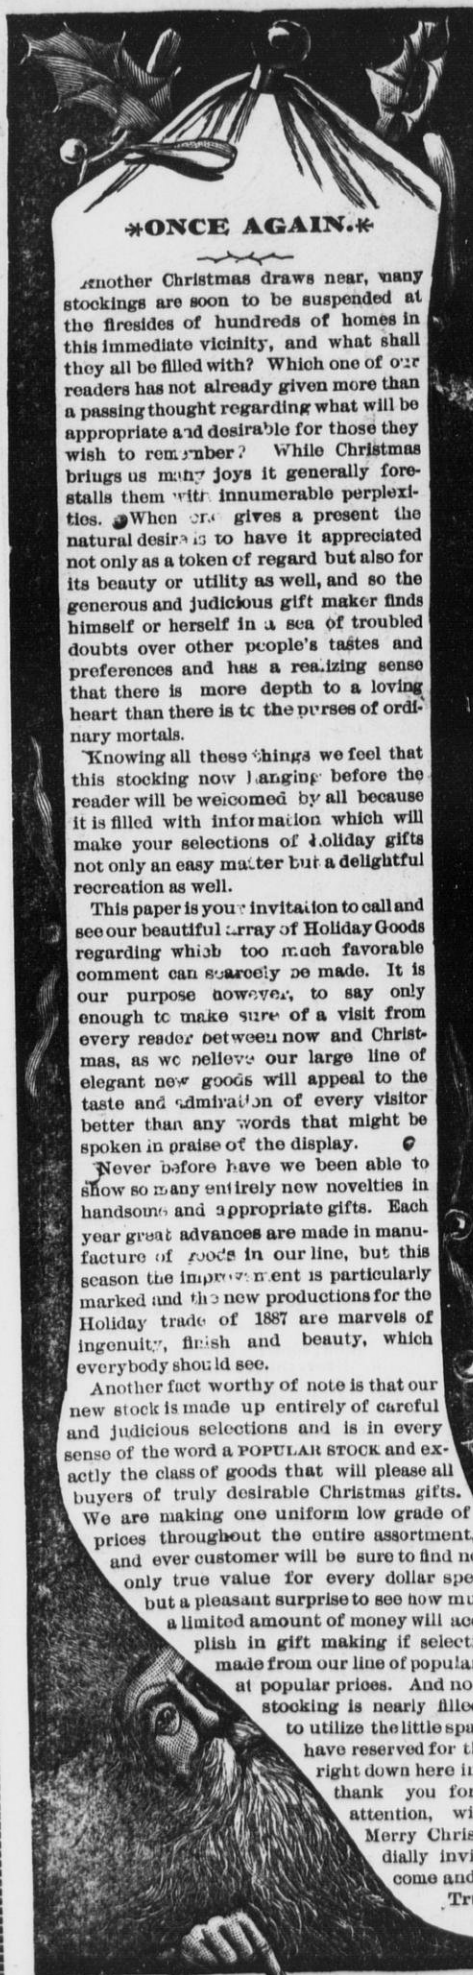 *ONCE AGAIN.*
Another Christmas draws near, many
stockings are soon to be suspended at
the firesides of hundreds of homes in
this immediate vicinity, and what shall
they all be filled with? Which one of our
readers has not already given more than
a passing thought regarding what will be
appropriate and desirable for those they
wish to remember? While Christmas
brings us many joys it generally fore-
stalls them with innumerable perplexi-
ties. When one gives a present the
natural desire is to have it appreciated
not only as a token of regard but also for
its beauty or utility as well, and so the
generous and judicious gift maker finds
himself or herself in a sea of troubled
doubts over other people's tastes and
preferences and has a realizing sense
that there is more depth to a loving
heart than there is to the purses of ordi-
nary mortals.
Knowing all these things we feel that
this stocking now hanging before the
reader will be welcomed by all because
it is filled with information which will
make your selections of holiday gifts
not only an easy matter but a delightful
recreation as well.
This paper is your invitation to call and
see our beautiful array of Holiday Goods
regarding which too much favorable
comment can scarcely be made. It is
our purpose however, to say only
enough to make sure of a visit from
every reader between now and Christ-
mas, as we believe our large line of
elegant new goods will appeal to the
taste and admiration of every visitor
better than any words that might be
spoken in praise of the display.
Never before have we been able to
show so many entirely new novelties in
handsome and appropriate gifts. Each
year great advances are made in manu-
facture of goods in our line, but this
season the improvement is particularly
marked and the new productions for the
Holiday trade of 1887 are marvels of
ingenuity, finish and beauty, which
everybody should see.
Another fact worthy of note is that our
new stock is made up entirely of careful
and judicious selections and is in every
sense of the word a POPULAR STOCK and ex-
actly the class of goods that will please all
buyers of truly desirable Christmas gifts.
We are making one uniform low grade of
prices throughout the entire assortment,
and ever customer will be sure to find
only true value for every dollar spe
but a pleasant surprise to see how mu
a limited amount of money will
plish in gift making if select
made from our line of popula
at popular prices. And
stocking is nearly fille
to utilize the little spa
have reserved for
right down here
thank you for
attention, wi
Merry Chris
dially invi
come and
Tr